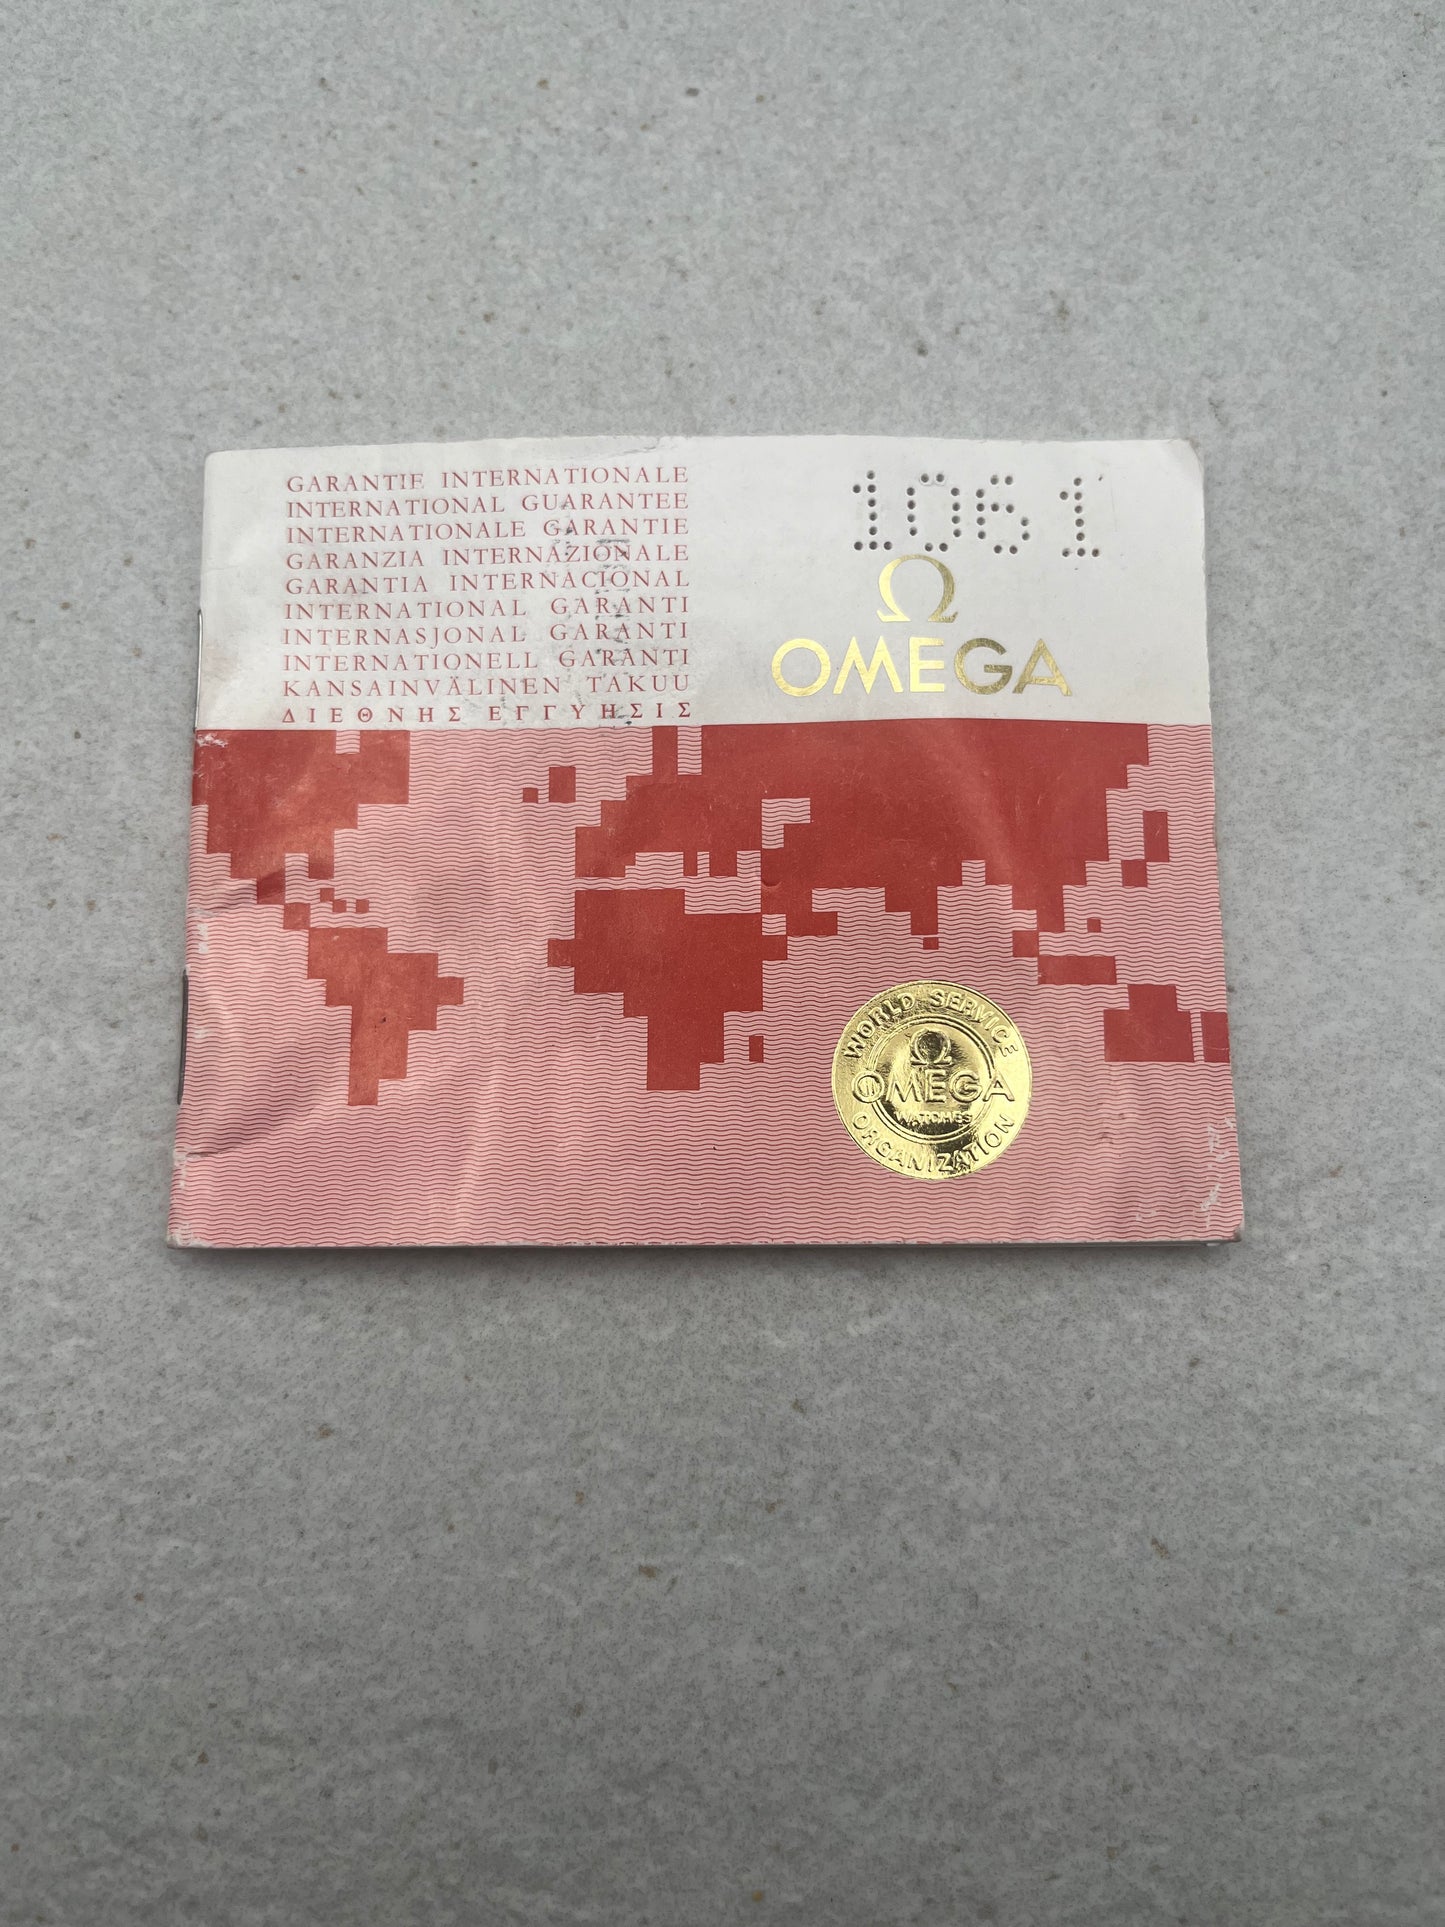 GARANTIE INTERNATIONALE
INTERNATIONAL GUARANTEE
INTERNATIONALE GARANTIE
GARANZIA INTERNAZIONALE
GARANTIA INTERNACIONAL
INTERNATIONAL GARANTI
INTERNASJONAL GARANTI
INTERNATIONELL GARANTI
KANSAINVÄLINEN TAKUU
ΔΙΕΘΝΗΣ ΕΓΓΥΗΣΙΣ
1061
Ω
OMEGA
WORLD SERVICE
Ω
OMEGA
WATCHES
ORGANIZATION